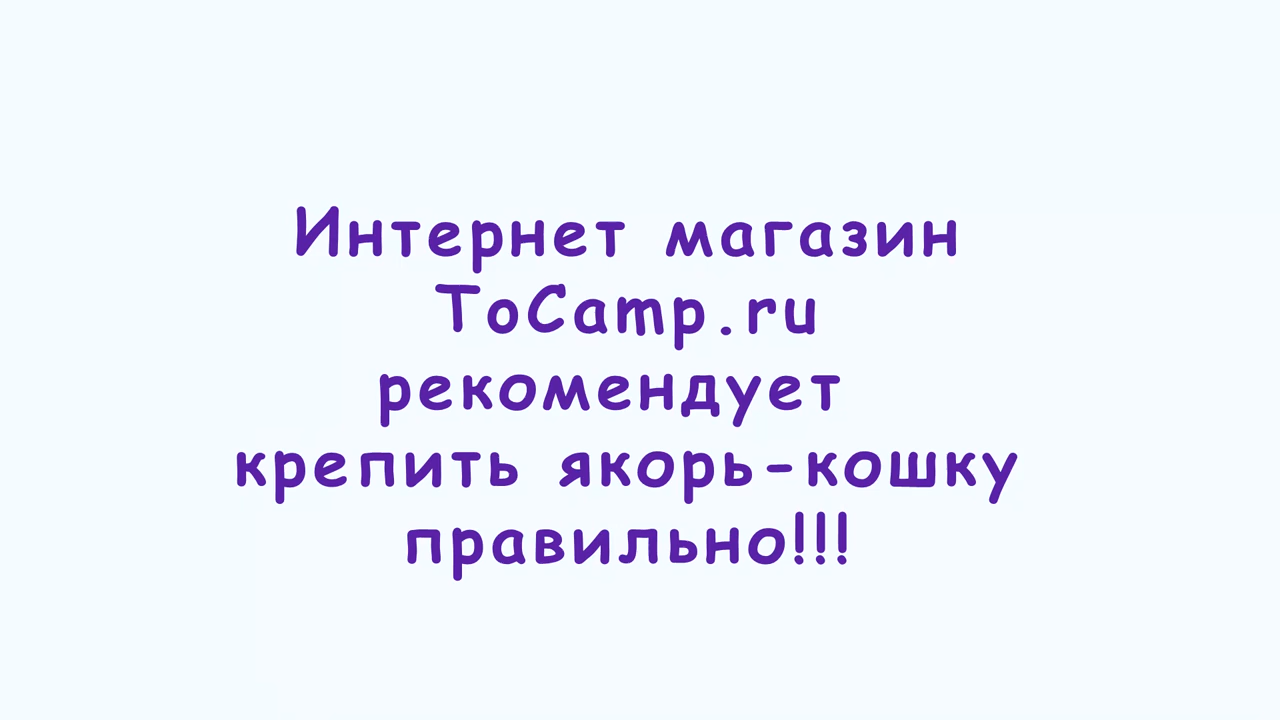 Интернет магазин
ToCamp.ru
рекомендует
крепить якорь-кошку
правильно!!!